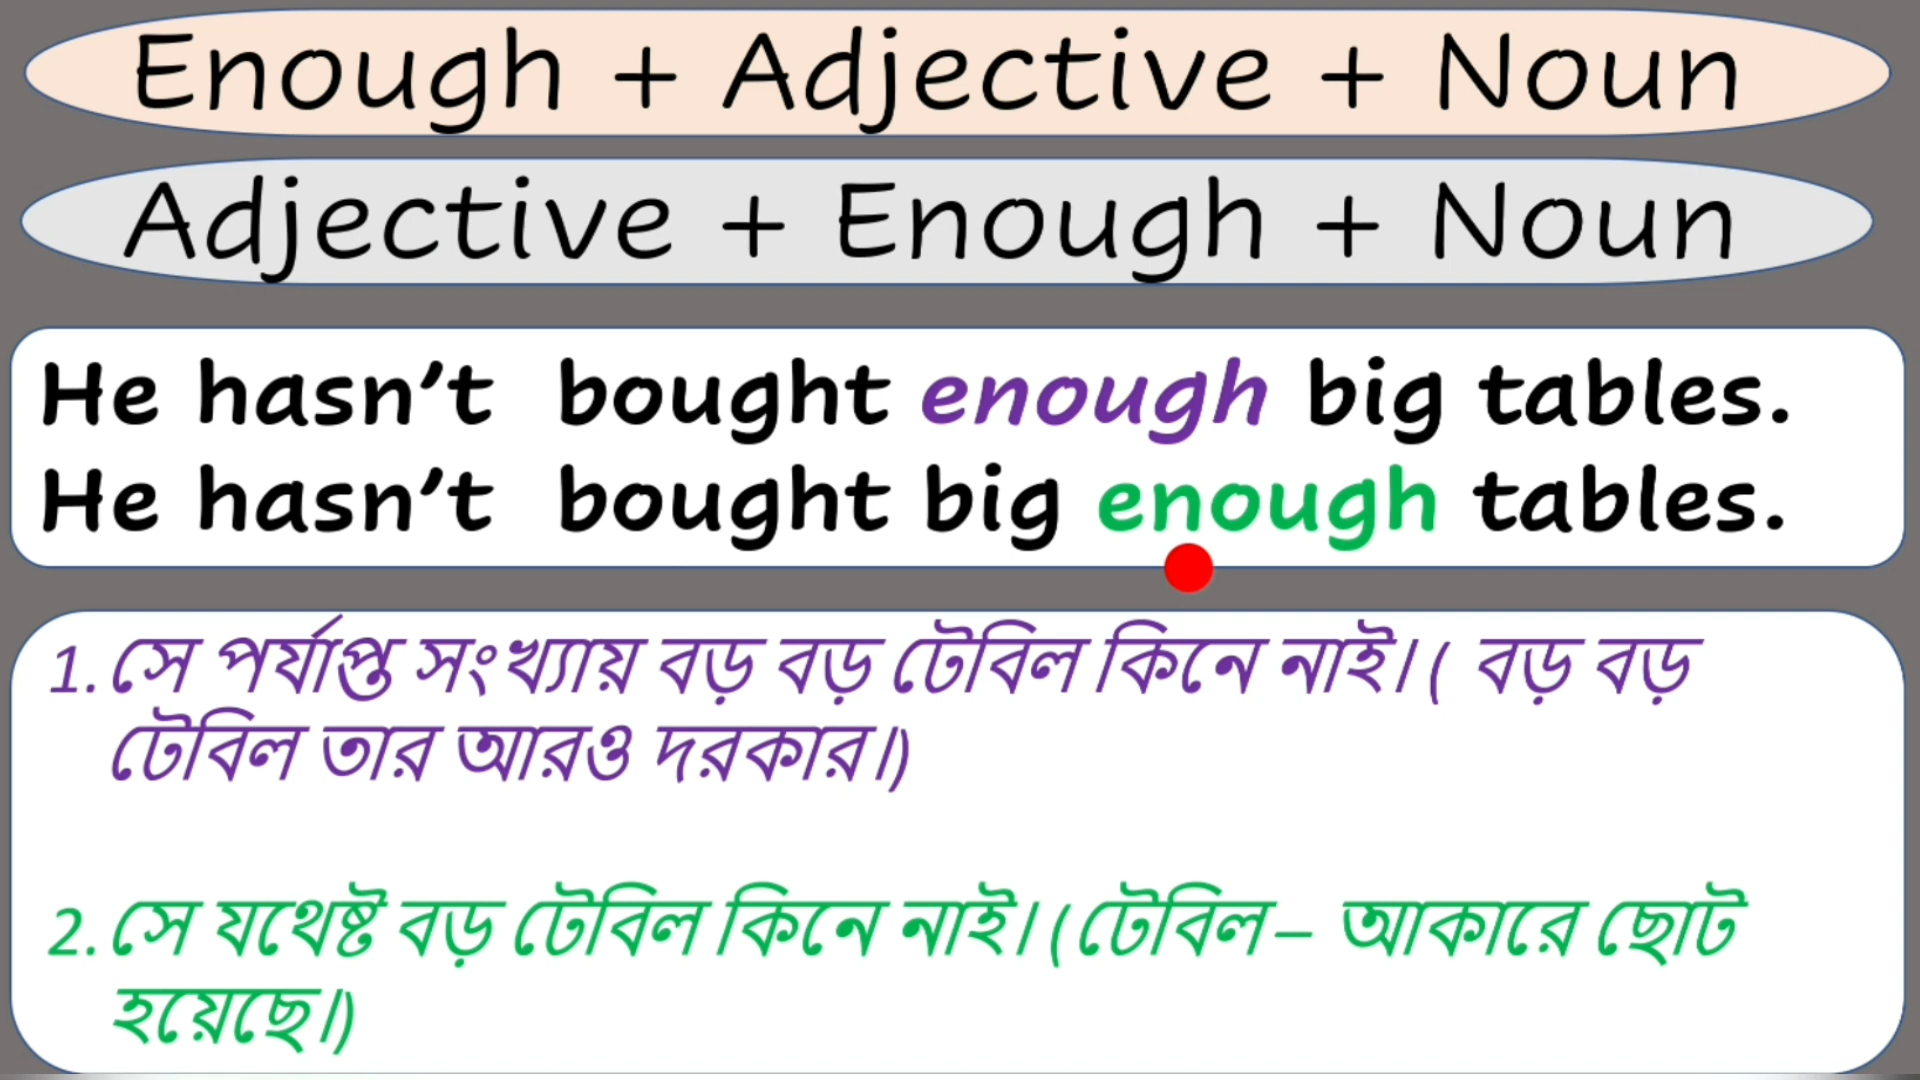 Enough + Adjective + Noun
Adjective + Enough + Noun
He hasn’t bought enough big tables.
He hasn’t bought big enough tables.
1. সে পর্যাপ্ত সংখ্যায় বড় বড় টেবিল কিনে নাই। ( বড় বড়
টেবিল তার আরও দরকার।)
2. সে যথেষ্ট বড় টেবিল কিনে নাই। (টেবিল – আকারে ছোট
হয়েছে।)